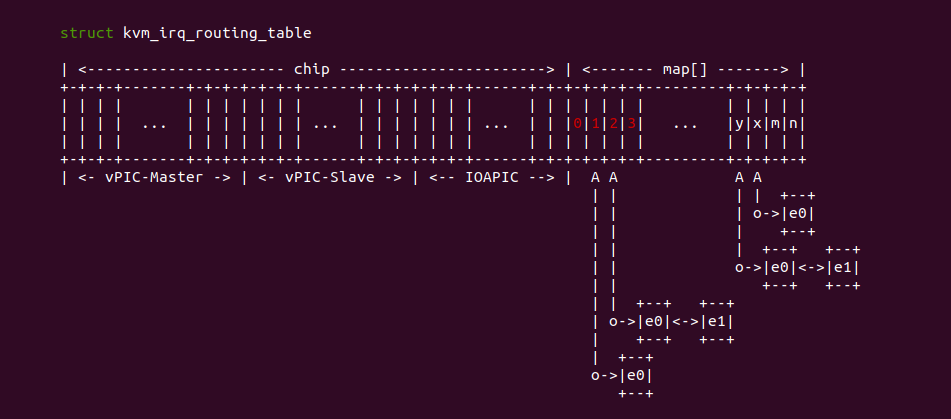 struct kvm_irq_routing_table
| <---------------------- chip -----------------------> | <------- map[] -------> |
+-+-+-+-------+-+-+-+-+-+-+------+-+-+-+-+-+-+------+-+-+-+-+-+-+---------+-+-+-+-+
| | | |       | | | | | | |      | | | | | | |      | | | | | | |         | | | | |
| | | |  ...  | | | | | | | ...  | | | | | | | ...  | | |0|1|2|3|   ...   |y|x|m|n|
| | | |       | | | | | | |      | | | | | | |      | | | | | | |         | | | | |
+-+-+-+-------+-+-+-+-+-+-+------+-+-+-+-+-+-+------+-+-+-+-+-+-+---------+-+-+-+-+
| <- vPIC-Master -> | <- vPIC-Slave -> | <-- IOAPIC --> |  A A             A A
                                                           | |             | |  +--+
                                                           | |             | o->|e0|
                                                           | |             |    +--+
                                                           | |             |  +--+   +--+
                                                           | |             o->|e0|<->|e1|
                                                           | |                +--+   +--+
                                                           | |  +--+   +--+
                                                           | o->|e0|<->|e1|
                                                           |    +--+   +--+
                                                           |  +--+
                                                           o->|e0|
                                                              +--+